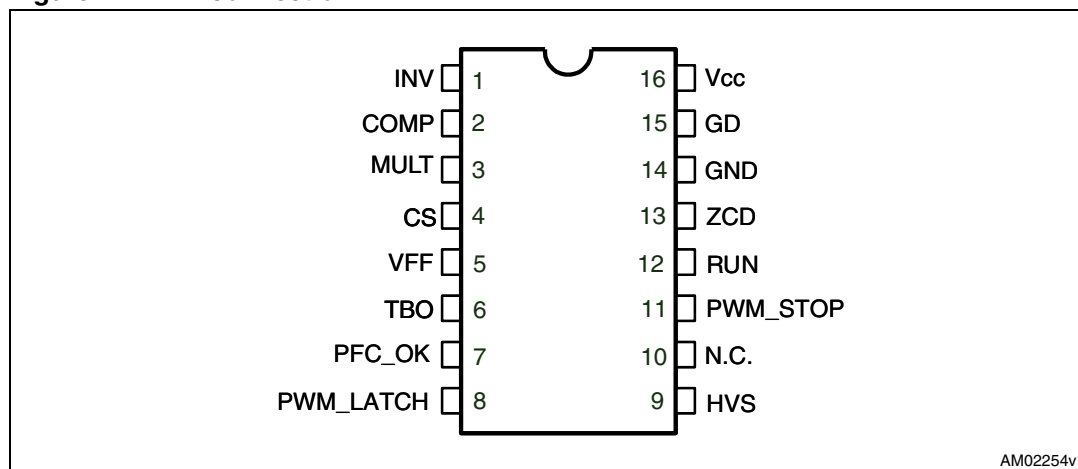 INV 1 16 Vcc
COMP 2 15 GD
MULT 3 14 GND
CS 4 13 ZCD
VFF 5 12 RUN
TBO 6 11 PWM_STOP
PFC_OK 7 10 N.C.
PWM_LATCH 8 9 HVS
AM02254v